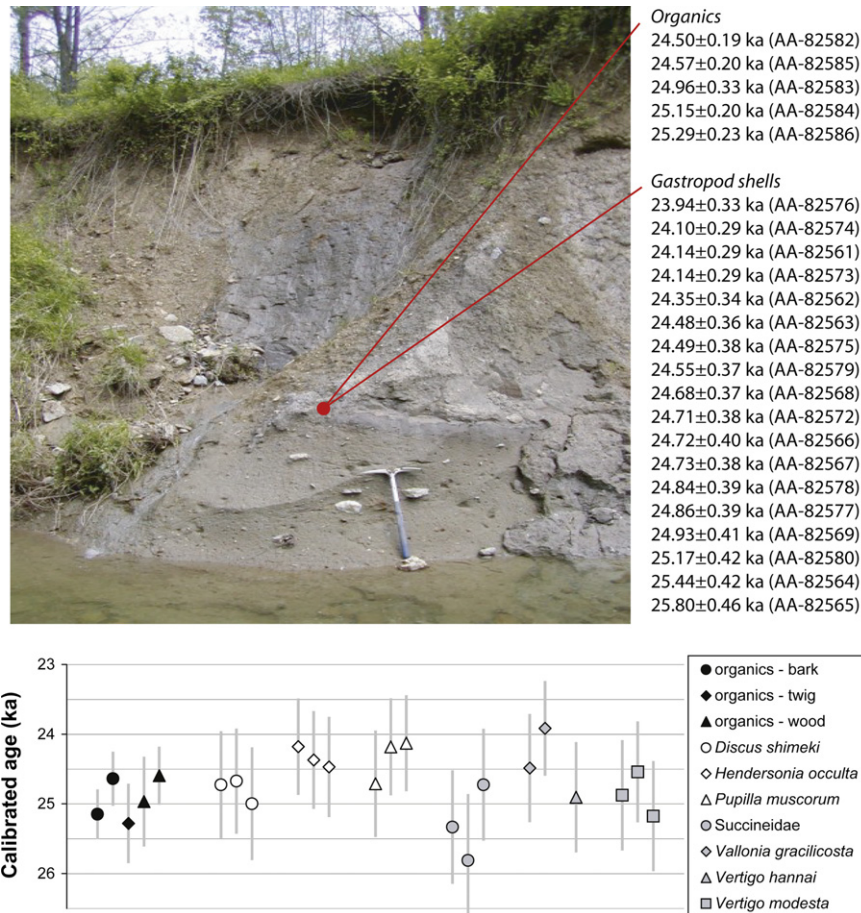 Organics
24.50±0.19 ka (AA-82582)
24.57±0.20 ka (AA-82585)
24.96±0.33 ka (AA-82583)
25.15±0.20 ka (AA-82584)
25.29±0.23 ka (AA-82586)
Gastropod shells
23.94±0.33 ka (AA-82576)
24.10±0.29 ka (AA-82574)
24.14±0.29 ka (AA-82561)
24.14±0.29 ka (AA-82573)
24.35±0.34 ka (AA-82562)
24.48±0.36 ka (AA-82563)
24.49±0.38 ka (AA-82575)
24.55±0.37 ka (AA-82579)
24.68±0.37 ka (AA-82568)
24.71±0.38 ka (AA-82572)
24.72±0.40 ka (AA-82566)
24.73±0.38 ka (AA-82567)
24.84±0.39 ka (AA-82578)
24.86±0.39 ka (AA-82577)
24.93±0.41 ka (AA-82569)
25.17±0.42 ka (AA-82580)
25.44±0.42 ka (AA-82564)
25.80±0.46 ka (AA-82565)
Calibrated age (ka)
23
24
25
26
organics - bark
organics - twig
organics - wood
Discus shimeki
Hendersonia occulta
Pupilla muscorum
Succineidae
Vallonia gracilicosta
Vertigo hannai
Vertigo modesta